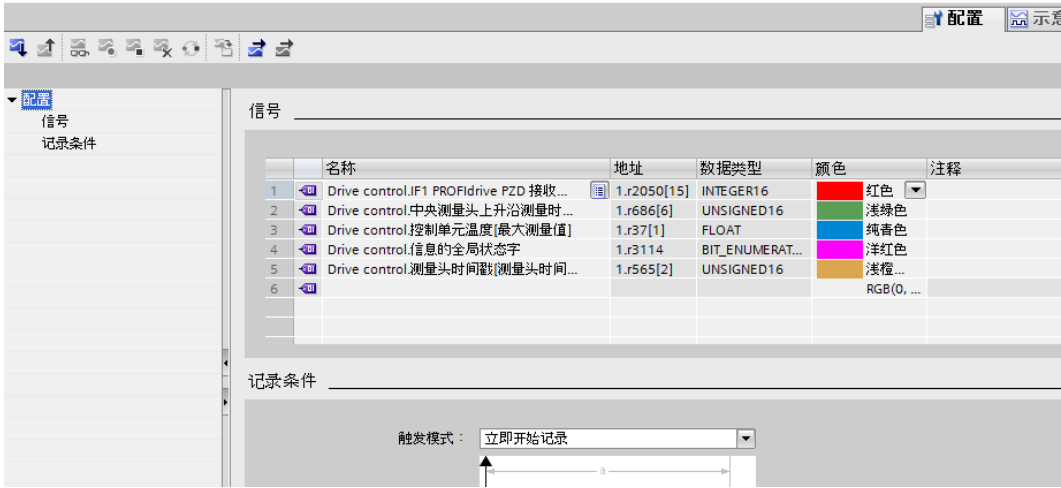 配置 示意
配置
信号
记录条件
信号
名称 地址 数据类型 颜色 注释
1 Drive control.IF1 PROFIdrive PZD 接收... 1.r2050[15] INTEGER16 红色
2 Drive control.中央测量头上升沿测量时... 1.r686[6] UNSIGNED16 浅绿色
3 Drive control.控制单元温度[最大测量值] 1.r37[1] FLOAT 纯青色
4 Drive control.信息的全局状态字 1.r3114 BIT_ENUMERAT... 洋红色
5 Drive control.测量头时间戳[测量头时间... 1.r565[2] UNSIGNED16 浅橙...
6 RGB(0, ...
记录条件
触发模式： 立即开始记录
a